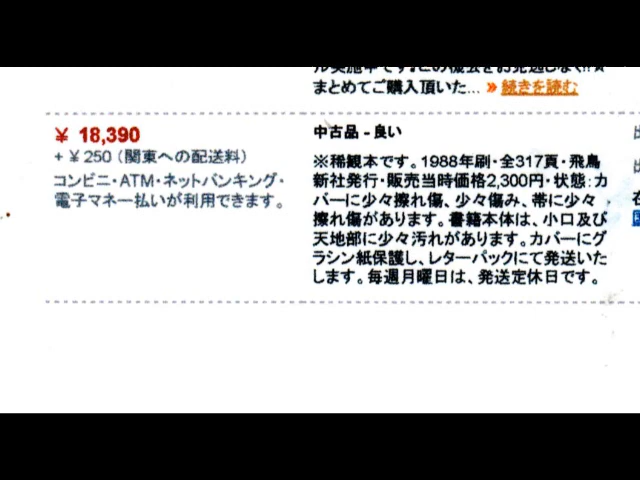 まとめてご購入頂いた... » 続きを読む
¥ 18,390
+ ¥ 250 (関東への配送料)
コンビニ・ATM・ネットバンキング・
電子マネー払いが利用できます。
中古品 - 良い
※稀観本です。1988年刷・全317頁・飛鳥
新社発行・販売当時価格2,300円・状態:カ
バーに少々擦れ傷、少々傷み、帯に少々
擦れ傷があります。書籍本体は、小口及び
天地部に少々汚れがあります。カバーにグ
ラシン紙保護し、レターパックにて発送いた
します。毎週月曜日は、発送定休日です。